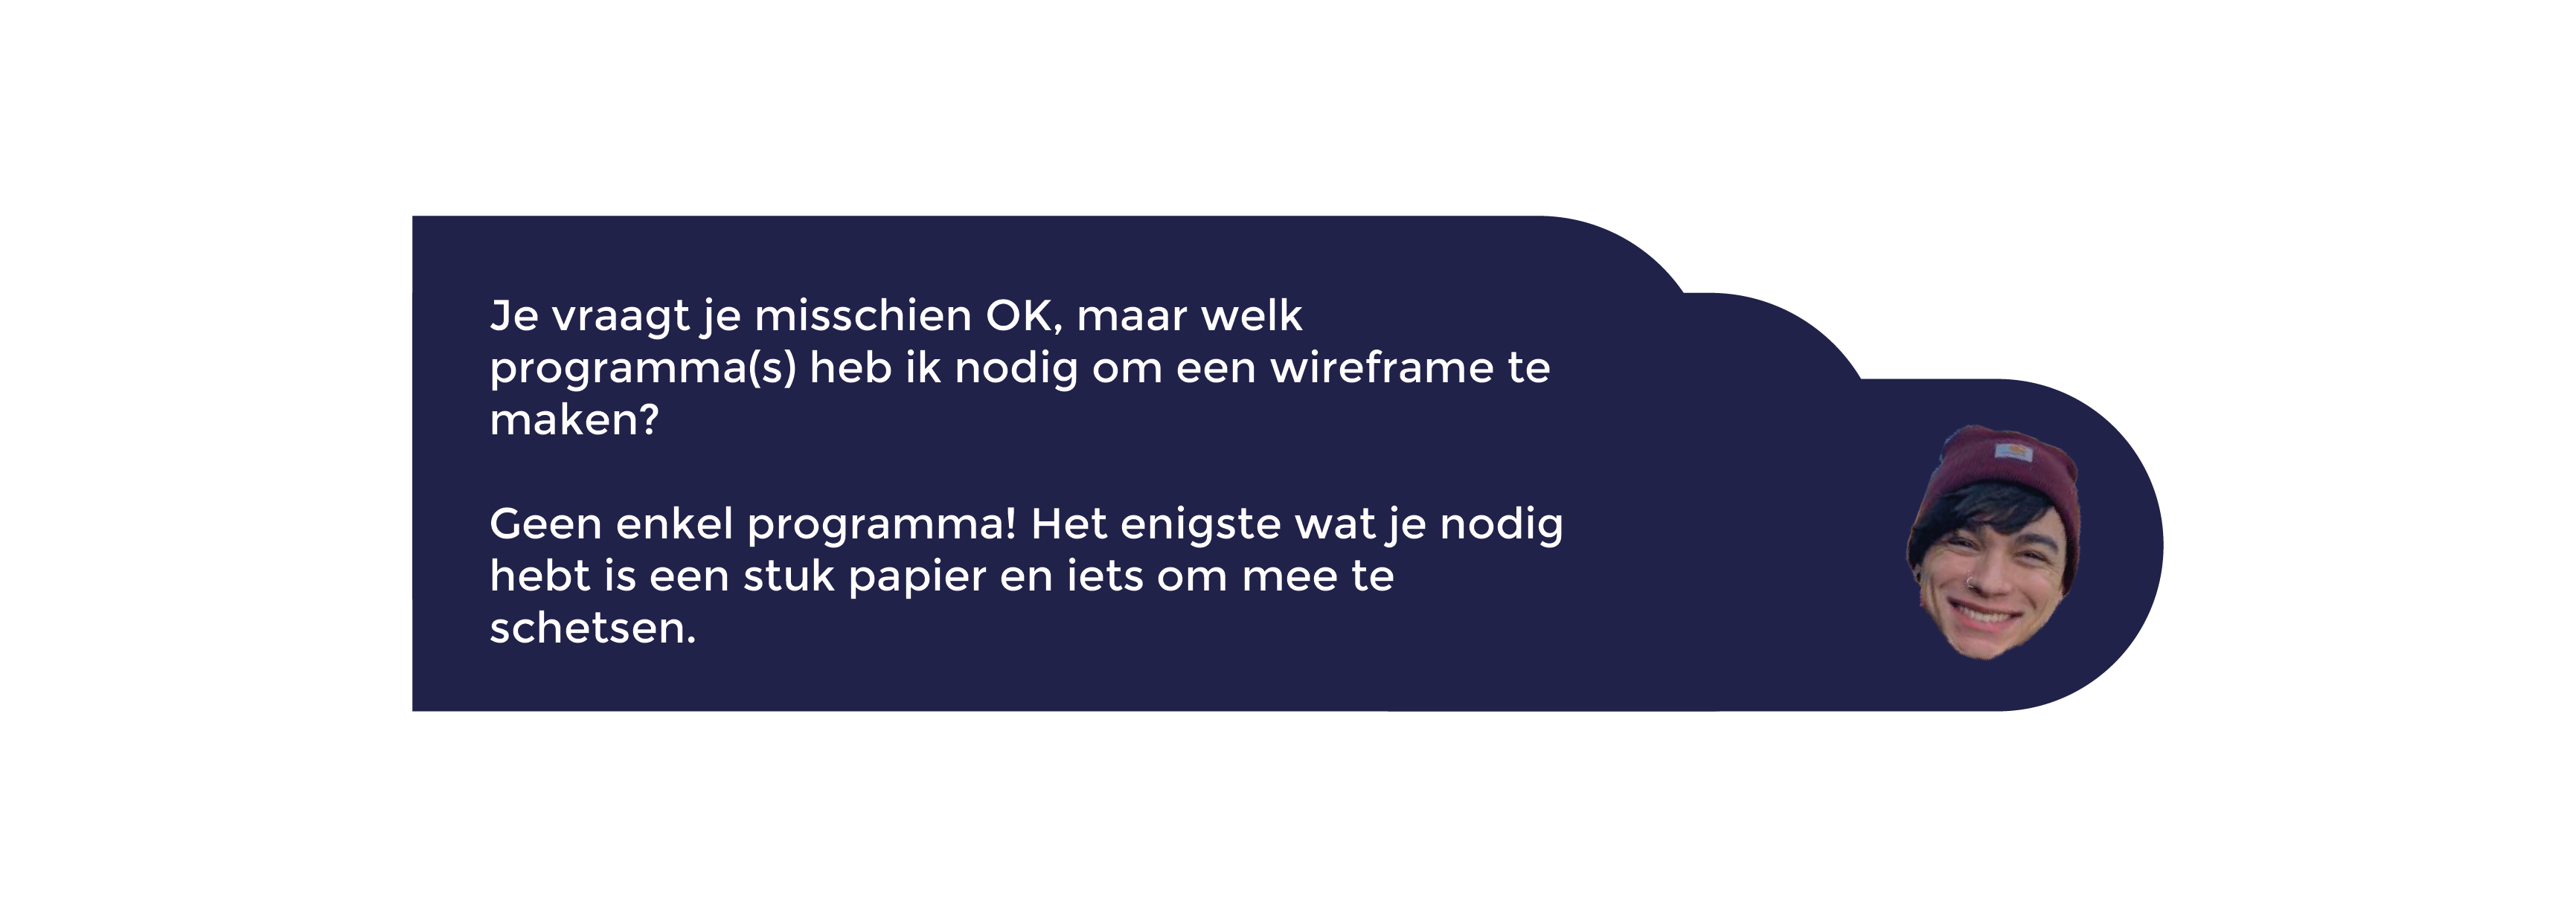 Je vraagt je misschien OK, maar welk
programma(s) heb ik nodig om een wireframe te
maken?
Geen enkel programma! Het enigste wat je nodig
hebt is een stuk papier en iets om mee te
schetsen.